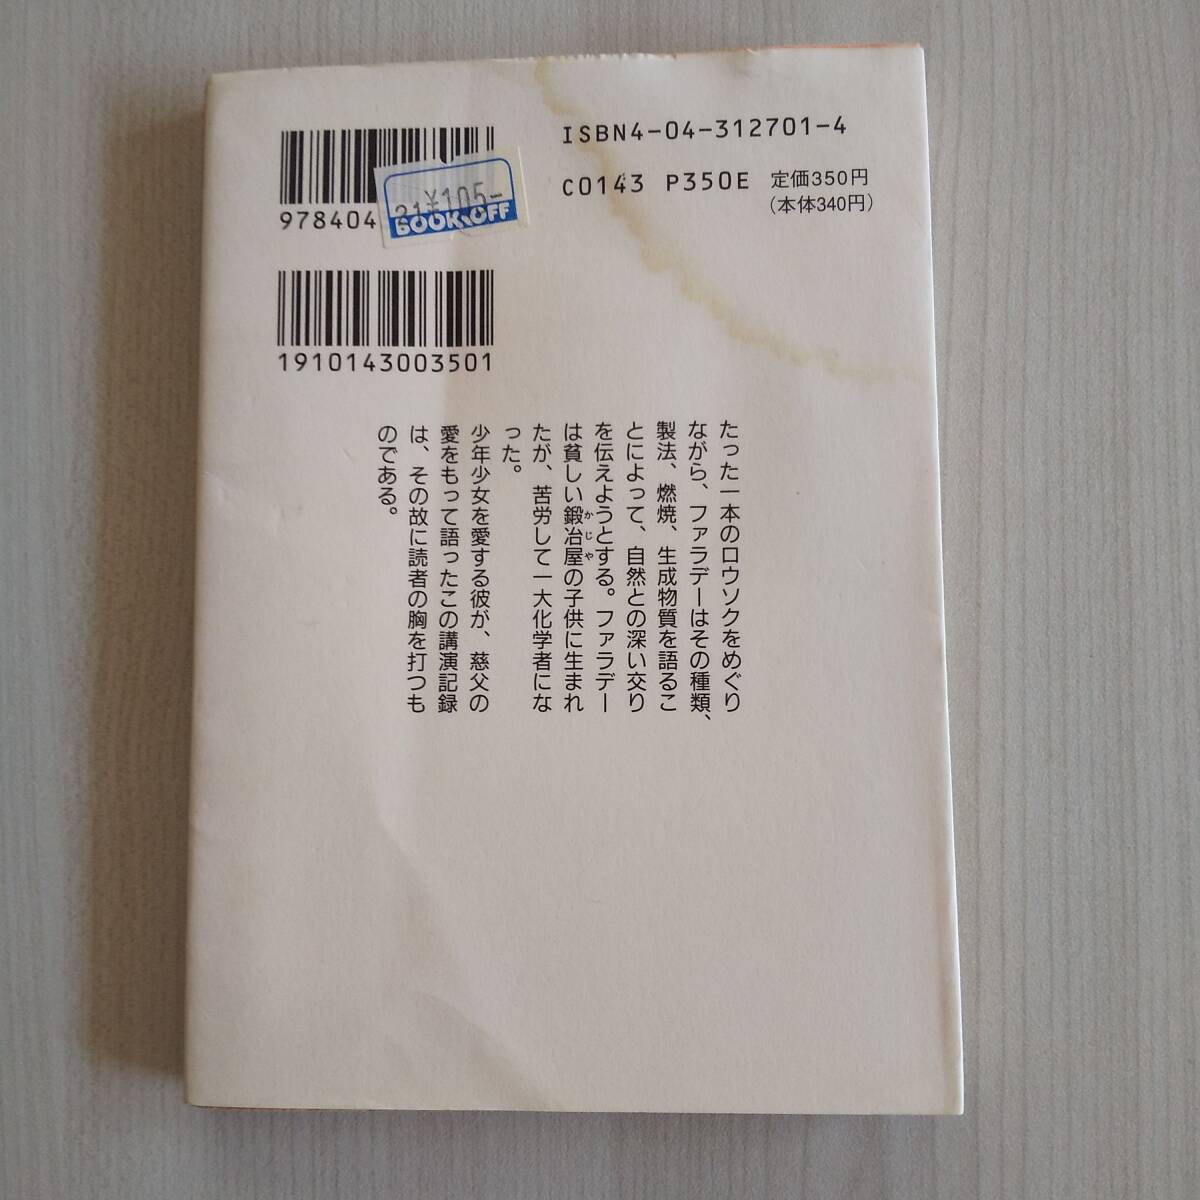 ISBN4-04-312701-4
C0143 P350E 定価350円
(本体340円)
978404
21 ¥105-
BOOK OFF
1910143003501
たった一本のロウソクをめぐり
ながら、ファラデーはその種類、
製法、燃焼、生成物質を語るこ
とによって、自然との深い交り
を伝えようとする。ファラデー
は貧しい鍛冶屋の子供に生まれ
かじや
たが、苦労して一大化学者にな
った。
少年少女を愛する彼が、慈父の
愛をもって語ったこの講演記録
は、その故に読者の胸を打つも
のである。